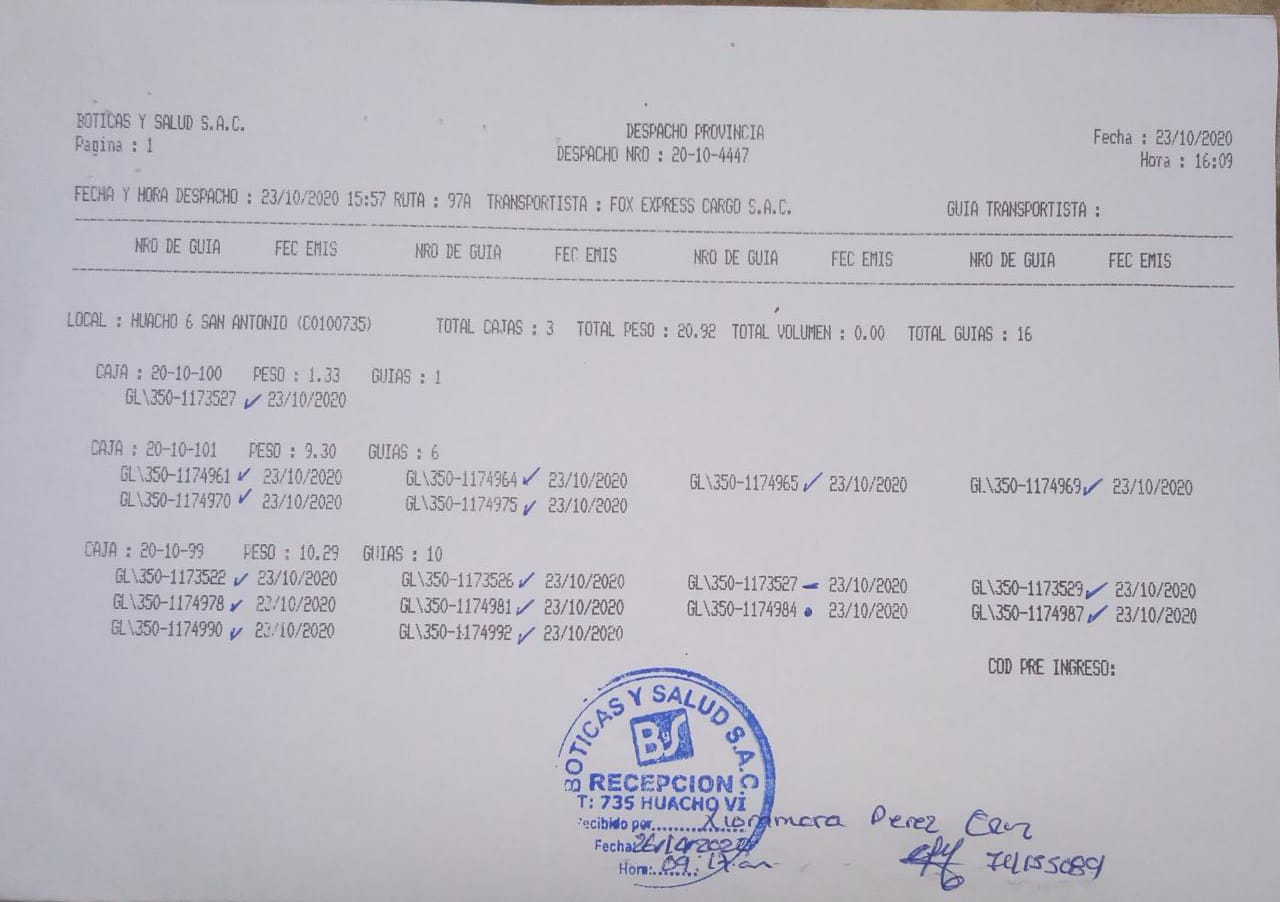 BOTICAS Y SALUD S.A.C. DESPACHO PROVINCIA Fecha : 23/10/2020
Pagina : 1 DESPACHO NRO : 20-10-4447 Hora : 16:09
FECHA Y HORA DESPACHO : 23/10/2020 15:57 RUTA : 97A TRANSPORTISTA : FOX EXPRESS CARGO S.A.C. GUIA TRANSPORTISTA :
NRO DE GUIA FEC EMIS NRO DE GUIA FEC EMIS NRO DE GUIA FEC EMIS NRO DE GUIA FEC EMIS
LOCAL : HUACHO 6 SAN ANTONIO (C0100735) TOTAL CAJAS : 3 TOTAL PESO : 20.92 TOTAL VOLUMEN : 0.00 TOTAL GUIAS : 16
CAJA : 20-10-100 PESO : 1.33 GUIAS : 1
GL\350-1173527 23/10/2020
CAJA : 20-10-101 PESO : 9.30 GUIAS : 6
GL\350-1174961 23/10/2020 GL\350-1174964 23/10/2020 GL\350-1174965 23/10/2020 GL\350-1174969 23/10/2020
GL\350-1174970 23/10/2020 GL\350-1174975 23/10/2020
CAJA : 20-10-99 PESO : 10.29 GUIAS : 10
GL\350-1173522 23/10/2020 GL\350-1173526 23/10/2020 GL\350-1173527 23/10/2020 GL\350-1173529 23/10/2020
GL\350-1174978 23/10/2020 GL\350-1174981 23/10/2020 GL\350-1174984 23/10/2020 GL\350-1174987 23/10/2020
GL\350-1174990 23/10/2020 GL\350-1174992 23/10/2020
COD PRE INGRESO:
BOTICAS Y SALUD S.A.C.
ByS
RECEPCION
T: 735 HUACHO VI
Recibido por Xiommara Perez
Fecha: 26/10/2020
Hora: 09:17 am